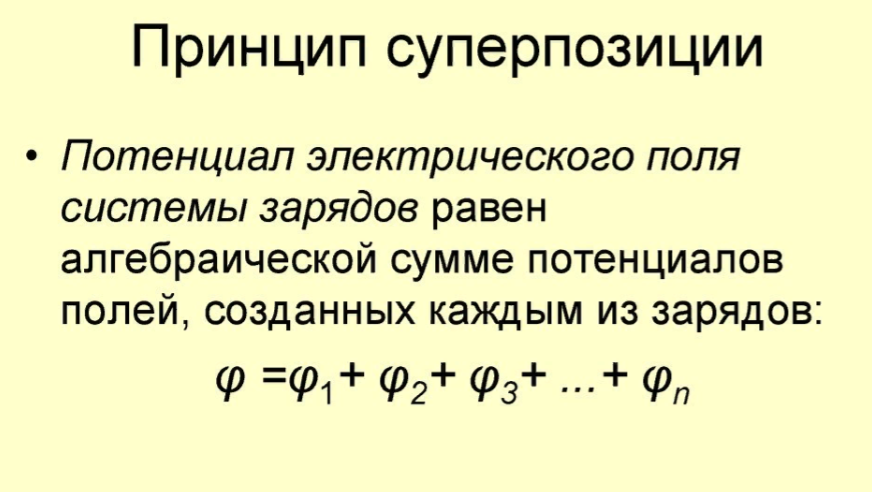 Принцип суперпозиции
• Потенциал электрического поля
системы зарядов равен
алгебраической сумме потенциалов
полей, созданных каждым из зарядов:
φ =φ₁+ φ₂+ φ₃+ ...+ φₙ